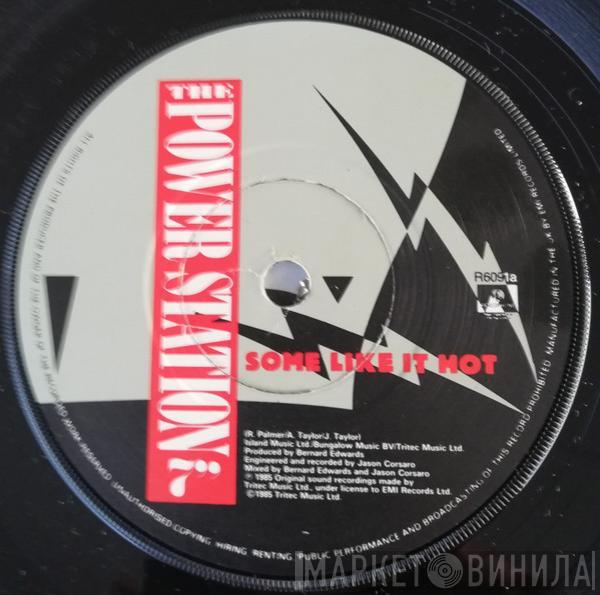 THE
POWER STATION
SOME LIKE IT HOT
R6091a
(R. Palmer/A. Taylor/J. Taylor)
Island Music Ltd./Bungalow Music BV/Tritec Music Ltd.
Produced by Bernard Edwards
Engineered and recorded by Jason Corsaro
Mixed by Bernard Edwards and Jason Corsaro
℗1985 Original sound recordings made by
Tritec Music Ltd., under license to EMI Records Ltd.
©1985 Tritec Music Ltd.
ALL RIGHTS OF THE PRODUCER AND OF THE OWNER OF THE RECORDED WORK RESERVED. UNAUTHORISED COPYING, HIRING, RENTING, PUBLIC PERFORMANCE AND BROADCASTING OF THIS RECORD PROHIBITED. MANUFACTURED IN THE UK BY EMI RECORDS LIMITED
МАРКЕТ ВИНИЛА